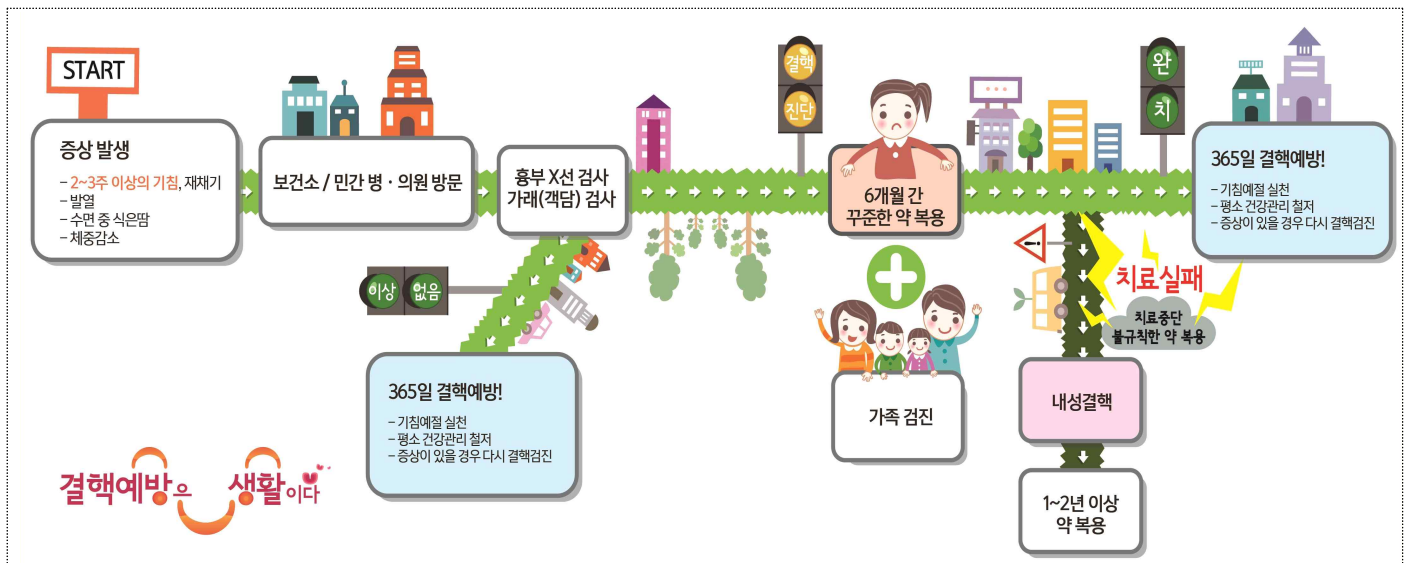 START
증상 발생
– 2~3주 이상의 기침, 재채기
– 발열
– 수면 중 식은땀
– 체중감소
보건소 / 민간 병 · 의원 방문
흉부 X선 검사
가래(객담) 검사
이상 없음
365일 결핵예방!
– 기침예절 실천
– 평소 건강관리 철저
– 증상이 있을 경우 다시 결핵검진
결핵
진단
6개월 간
꾸준한 약 복용
가족 검진
완
치
365일 결핵예방!
– 기침예절 실천
– 평소 건강관리 철저
– 증상이 있을 경우 다시 결핵검진
치료실패
치료중단
불규칙한 약 복용
내성결핵
1~2년 이상
약 복용
결핵예방은 생활이다